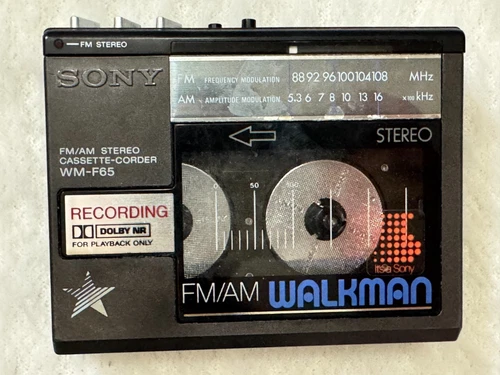 FM STEREO
SONY
FM FREQUENCY MODULATION 88 92 96 100 104 108 MHz
AM AMPLITUDE MODULATION 5.3 6 7 8 10 13 16 x100 kHz
STEREO
FM/AM STEREO
CASSETTE-CORDER
WM-F65
0 50 100
RECORDING
DOLBY NR
FOR PLAYBACK ONLY
It's a Sony
FM/AM WALKMAN